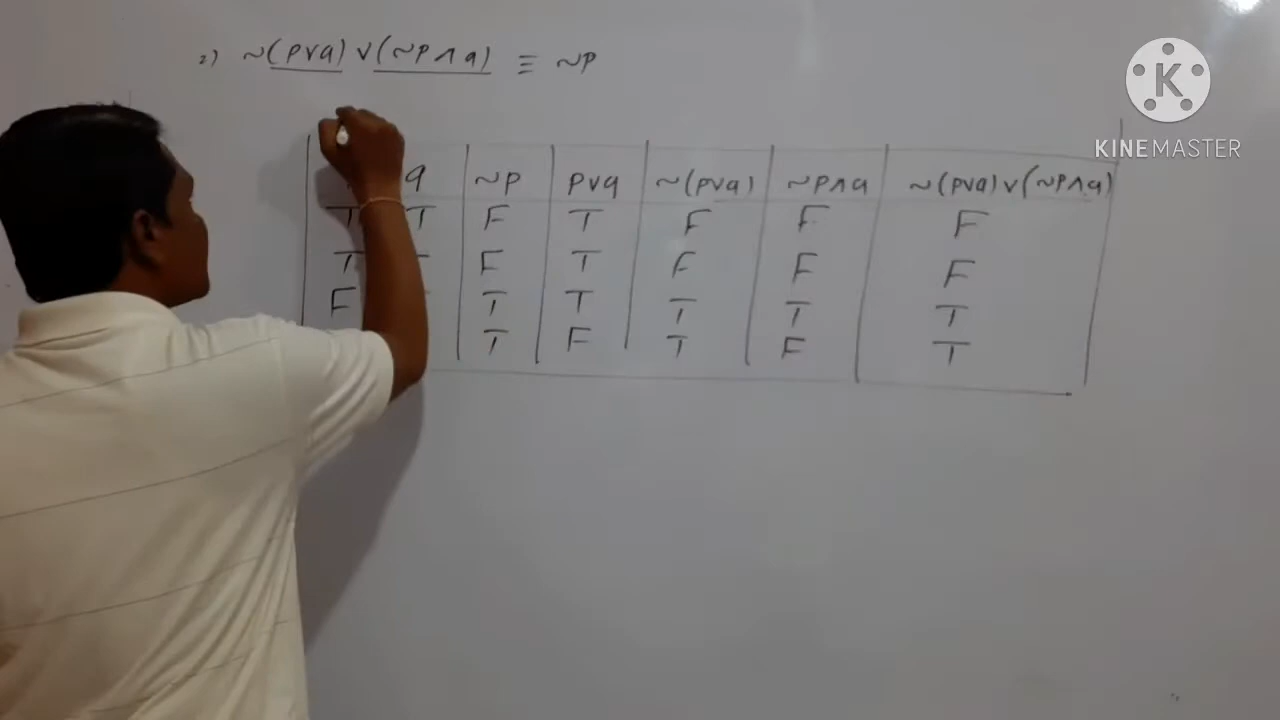 2) ~(p∨q) ∨ (~p∧q) ≡ ~p
K
KINEMASTER
q ~p p∨q ~(p∨q) ~p∧q ~(p∨q)∨(~p∧q)
T T F T F F F
T F T F F F
F T T T T T
T F T F T